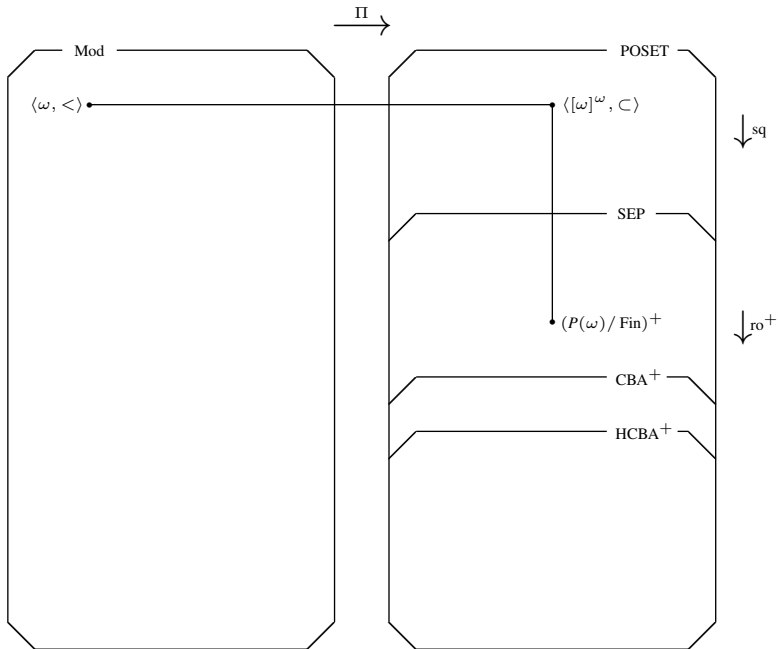 Π
Mod
POSET
⟨ω, <⟩
⟨[ω]^ω, ⊂⟩
sq
SEP
(P(ω)/ Fin)⁺
ro⁺
CBA⁺
HCBA⁺